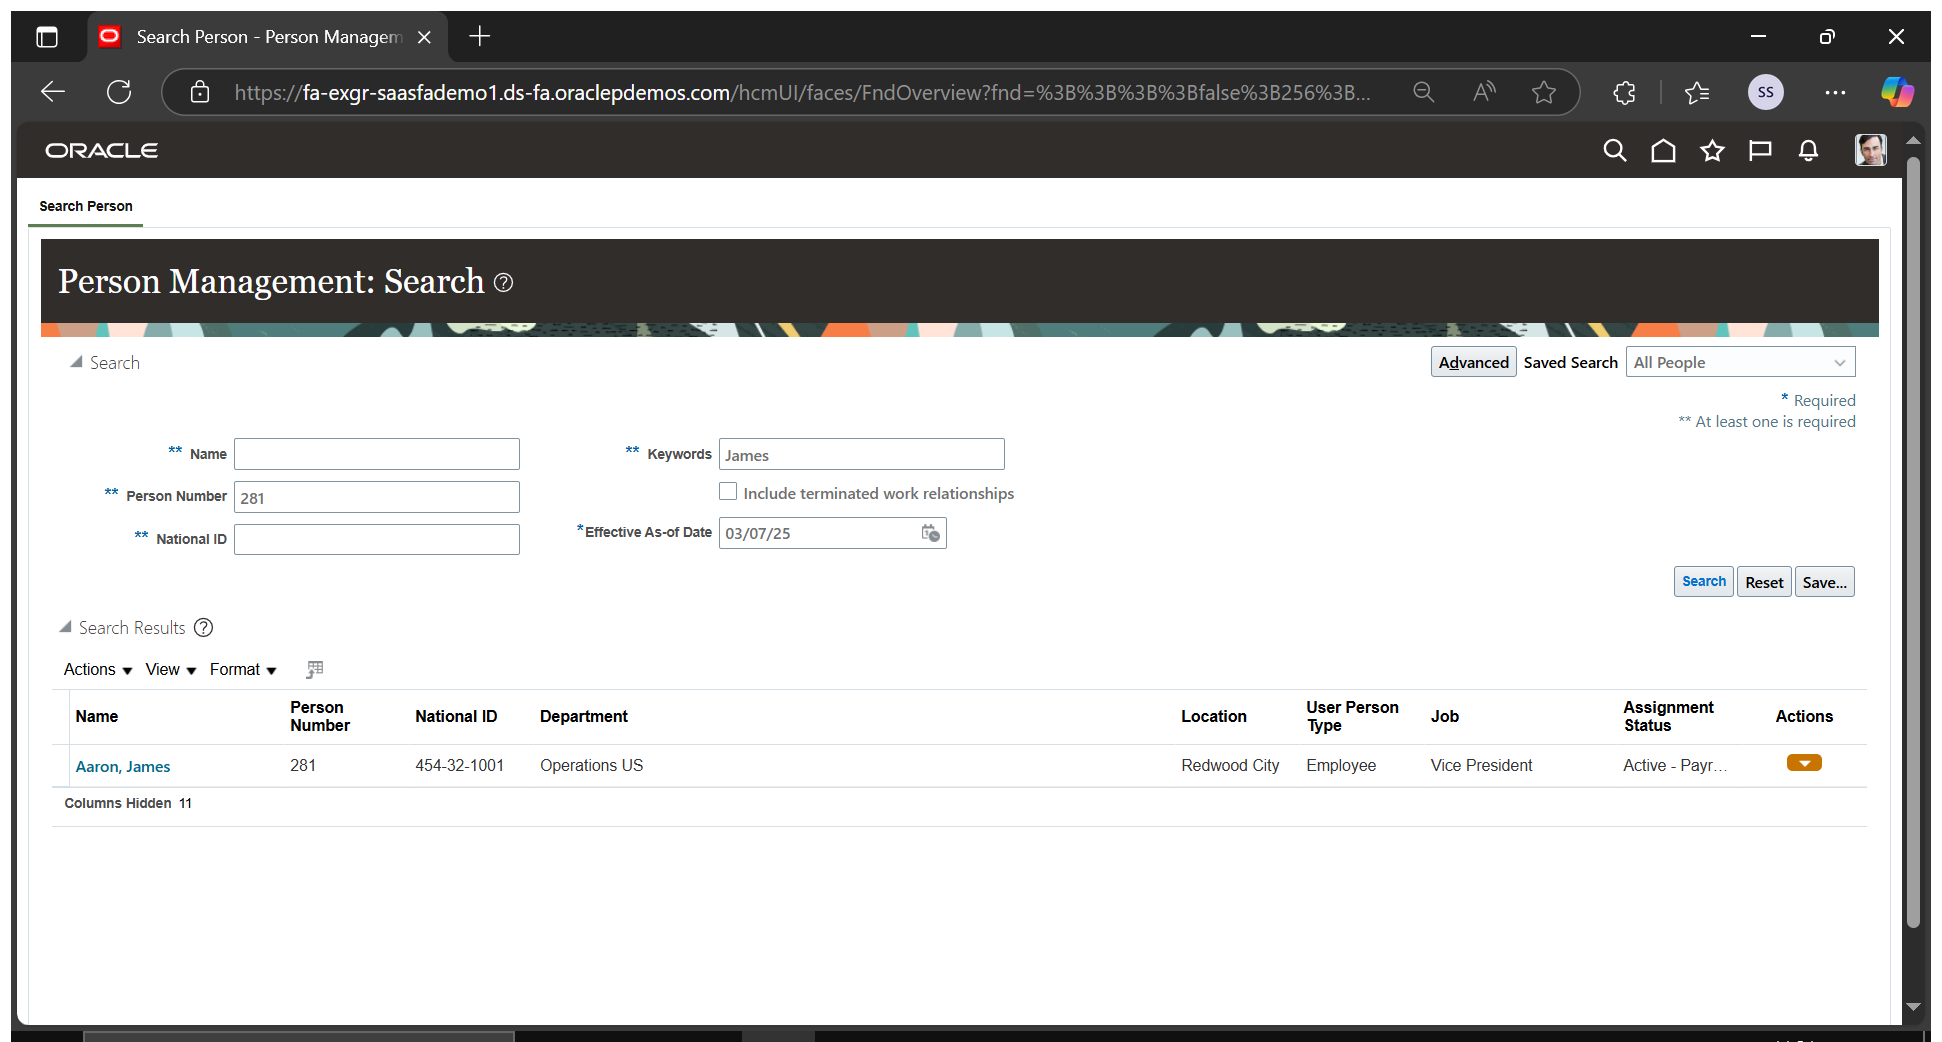 Search Person - Person Managem
https://fa-exgr-saasfademo1.ds-fa.oraclepdemos.com/hcmUI/faces/FndOverview?fnd=%3B%3B%3B%3Bfalse%3B256%3B...
SS
ORACLE
Search Person
Person Management: Search
Search
Advanced Saved Search All People
* Required
** At least one is required
** Name
** Keywords James
** Person Number 281
Include terminated work relationships
** National ID
*Effective As-of Date 03/07/25
Search Reset Save...
Search Results
Actions View Format
Name Person Number National ID Department Location User Person Type Job Assignment Status Actions
Aaron, James 281 454-32-1001 Operations US Redwood City Employee Vice President Active - Payr...
Columns Hidden 11